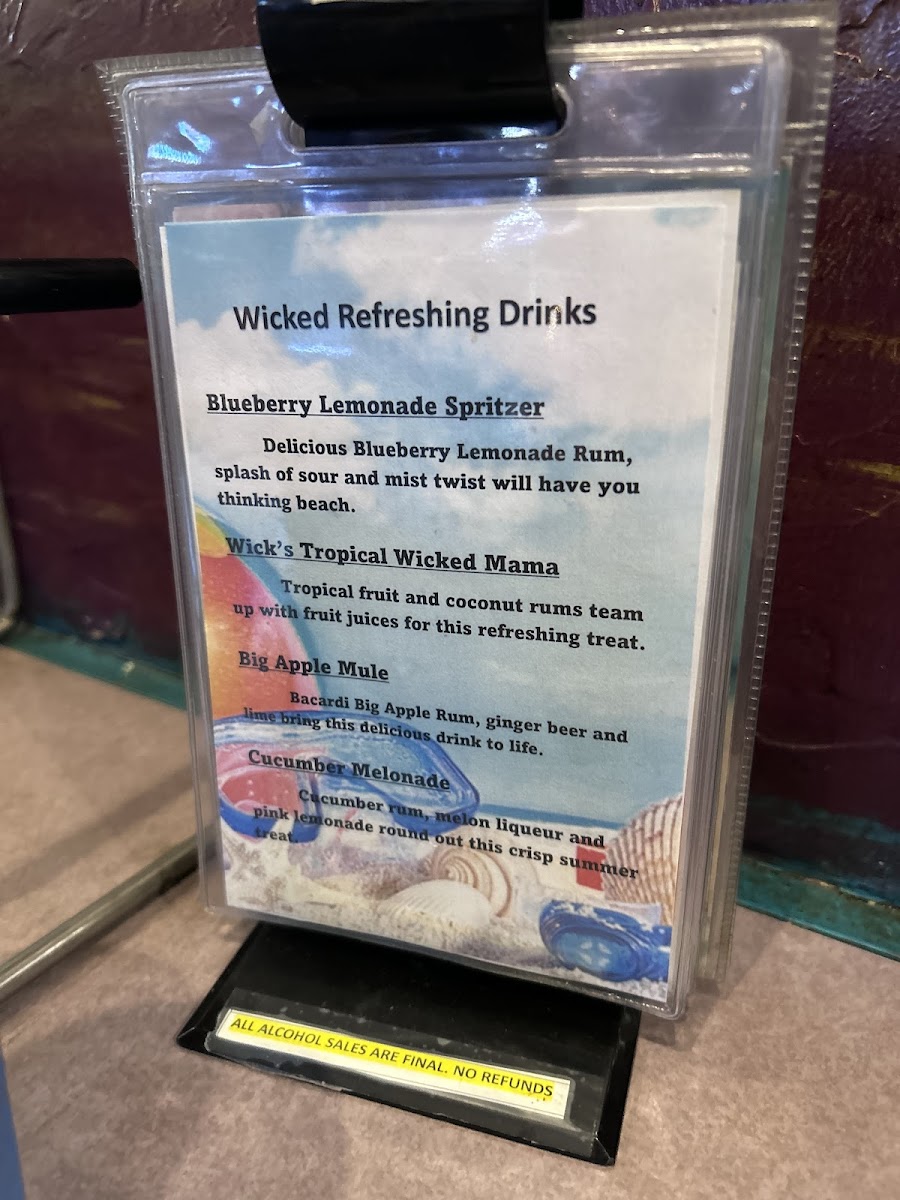 Wicked Refreshing Drinks
Blueberry Lemonade Spritzer
Delicious Blueberry Lemonade Rum,
splash of sour and mist twist will have you
thinking beach.
Wick's Tropical Wicked Mama
Tropical fruit and coconut rums team
up with fruit juices for this refreshing treat.
Big Apple Mule
Bacardi Big Apple Rum, ginger beer and
lime bring this delicious drink to life.
Cucumber Melonade
Cucumber rum, melon liqueur and
pink lemonade round out this crisp summer
treat.
ALL ALCOHOL SALES ARE FINAL. NO REFUNDS